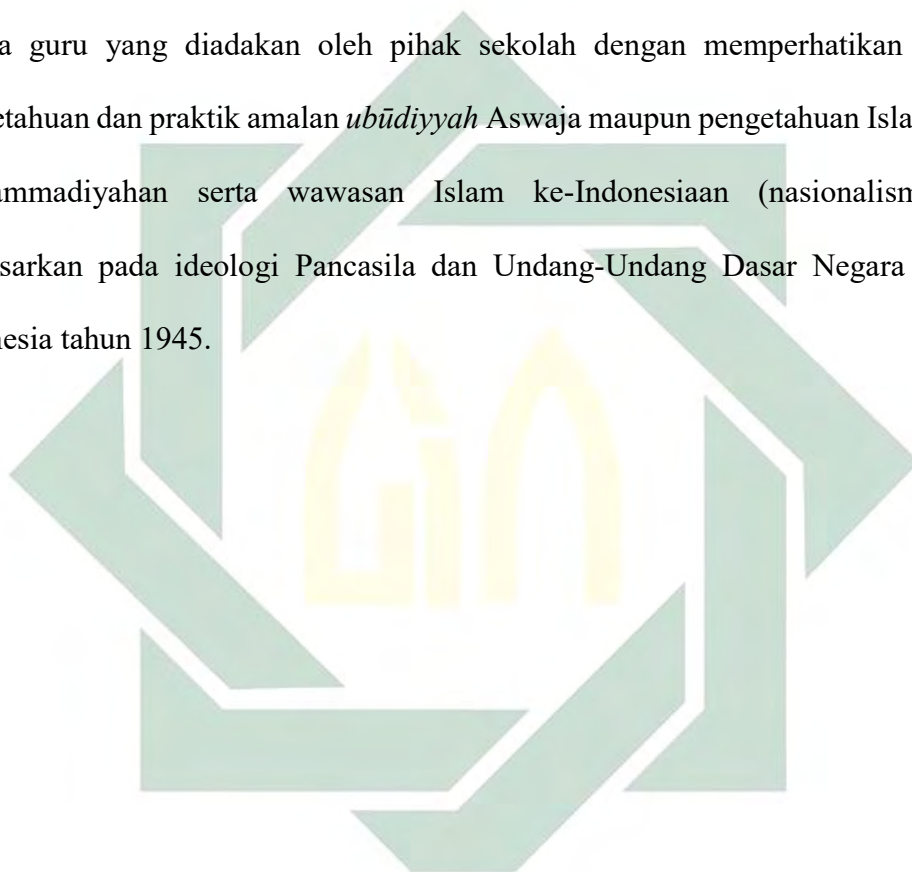 a guru yang diadakan oleh pihak sekolah dengan memperhatikan
etahuan dan praktik amalan ubūdiyyah Aswaja maupun pengetahuan Isla
ammadiyahan serta wawasan Islam ke-Indonesiaan (nasionalism
sarkan pada ideologi Pancasila dan Undang-Undang Dasar Negara
nesia tahun 1945.